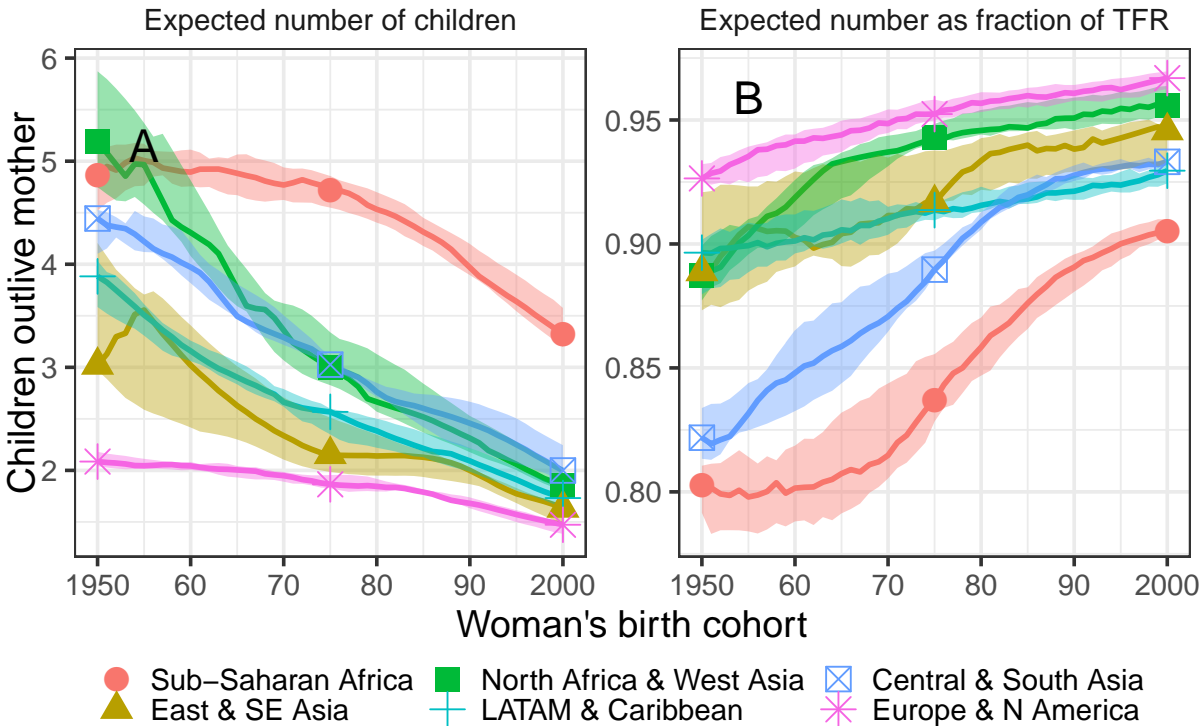 Expected number of children
Expected number as fraction of TFR
Children outlive mother
6
5
4
3
2
A
1950 60 70 80 90 2000
0.95
0.90
0.85
0.80
B
1950 60 70 80 90 2000
Woman's birth cohort
Sub−Saharan Africa North Africa & West Asia Central & South Asia
East & SE Asia LATAM & Caribbean Europe & N America